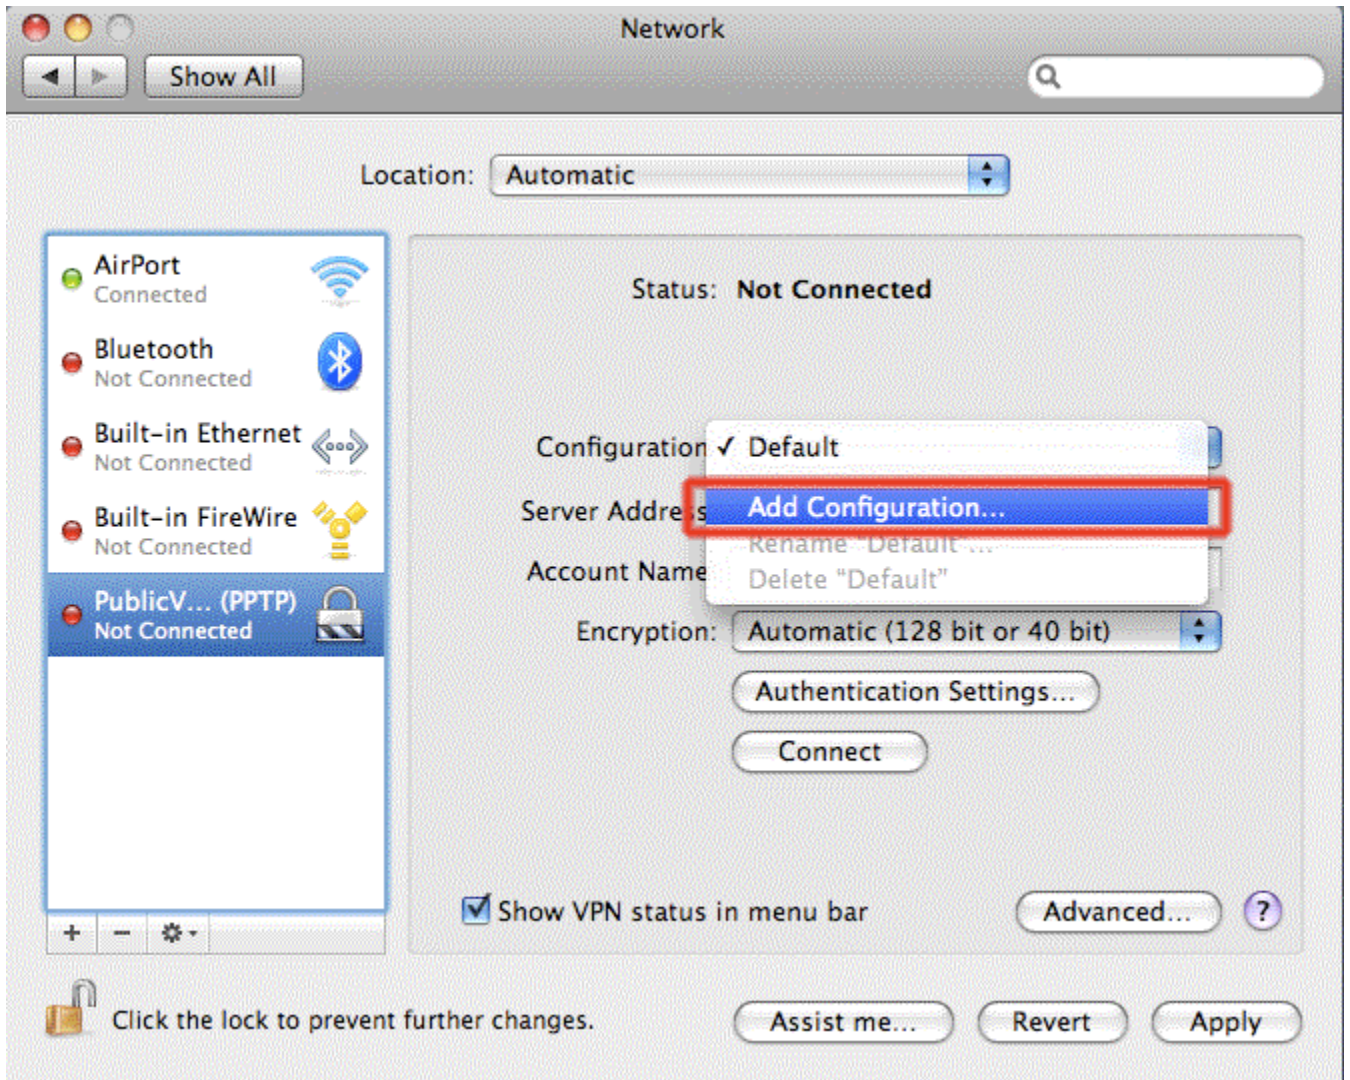 Network
Show All
Location: Automatic
AirPort
Connected
Bluetooth
Not Connected
Built-in Ethernet
Not Connected
Built-in FireWire
Not Connected
PublicV... (PPTP)
Not Connected
+ −
Status: Not Connected
Configuration ✓ Default
Add Configuration...
Rename “Default”...
Delete “Default”
Server Address
Account Name
Encryption: Automatic (128 bit or 40 bit)
Authentication Settings...
Connect
Show VPN status in menu bar
Advanced... ?
Click the lock to prevent further changes.
Assist me... Revert Apply